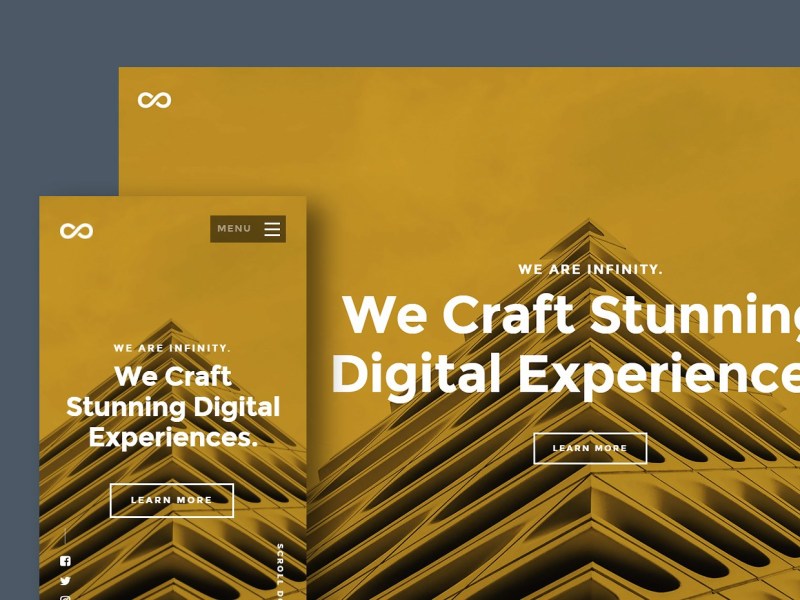 MENU
WE ARE INFINITY.
We Craft
Stunning Digital
Experiences.
LEARN MORE
SCROLL
WE ARE INFINITY.
We Craft Stunning
Digital Experience
LEARN MORE